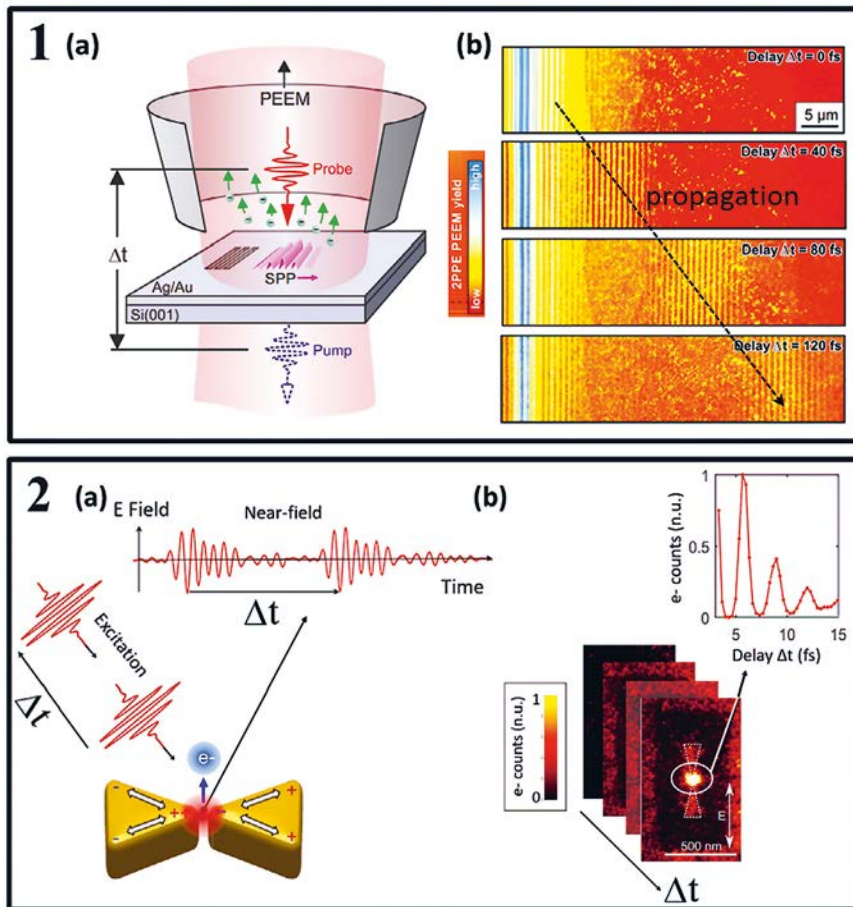 1 (a)
PEEM
Probe
Δt
SPP
Ag/Au
Si(001)
Pump
(b)
Delay Δt = 0 fs
5 μm
Delay Δt = 40 fs
propagation
Delay Δt = 80 fs
Delay Δt = 120 fs
2PPE PEEM yield
high
low
2 (a)
E Field
Near-field
Time
Δt
Excitation
Δt
e-
- + + +
- +
(b)
e- counts (n.u.)
1
0.5
0
5 10 15
Delay Δt (fs)
e- counts (n.u.)
1
0
E
500 nm
Δt